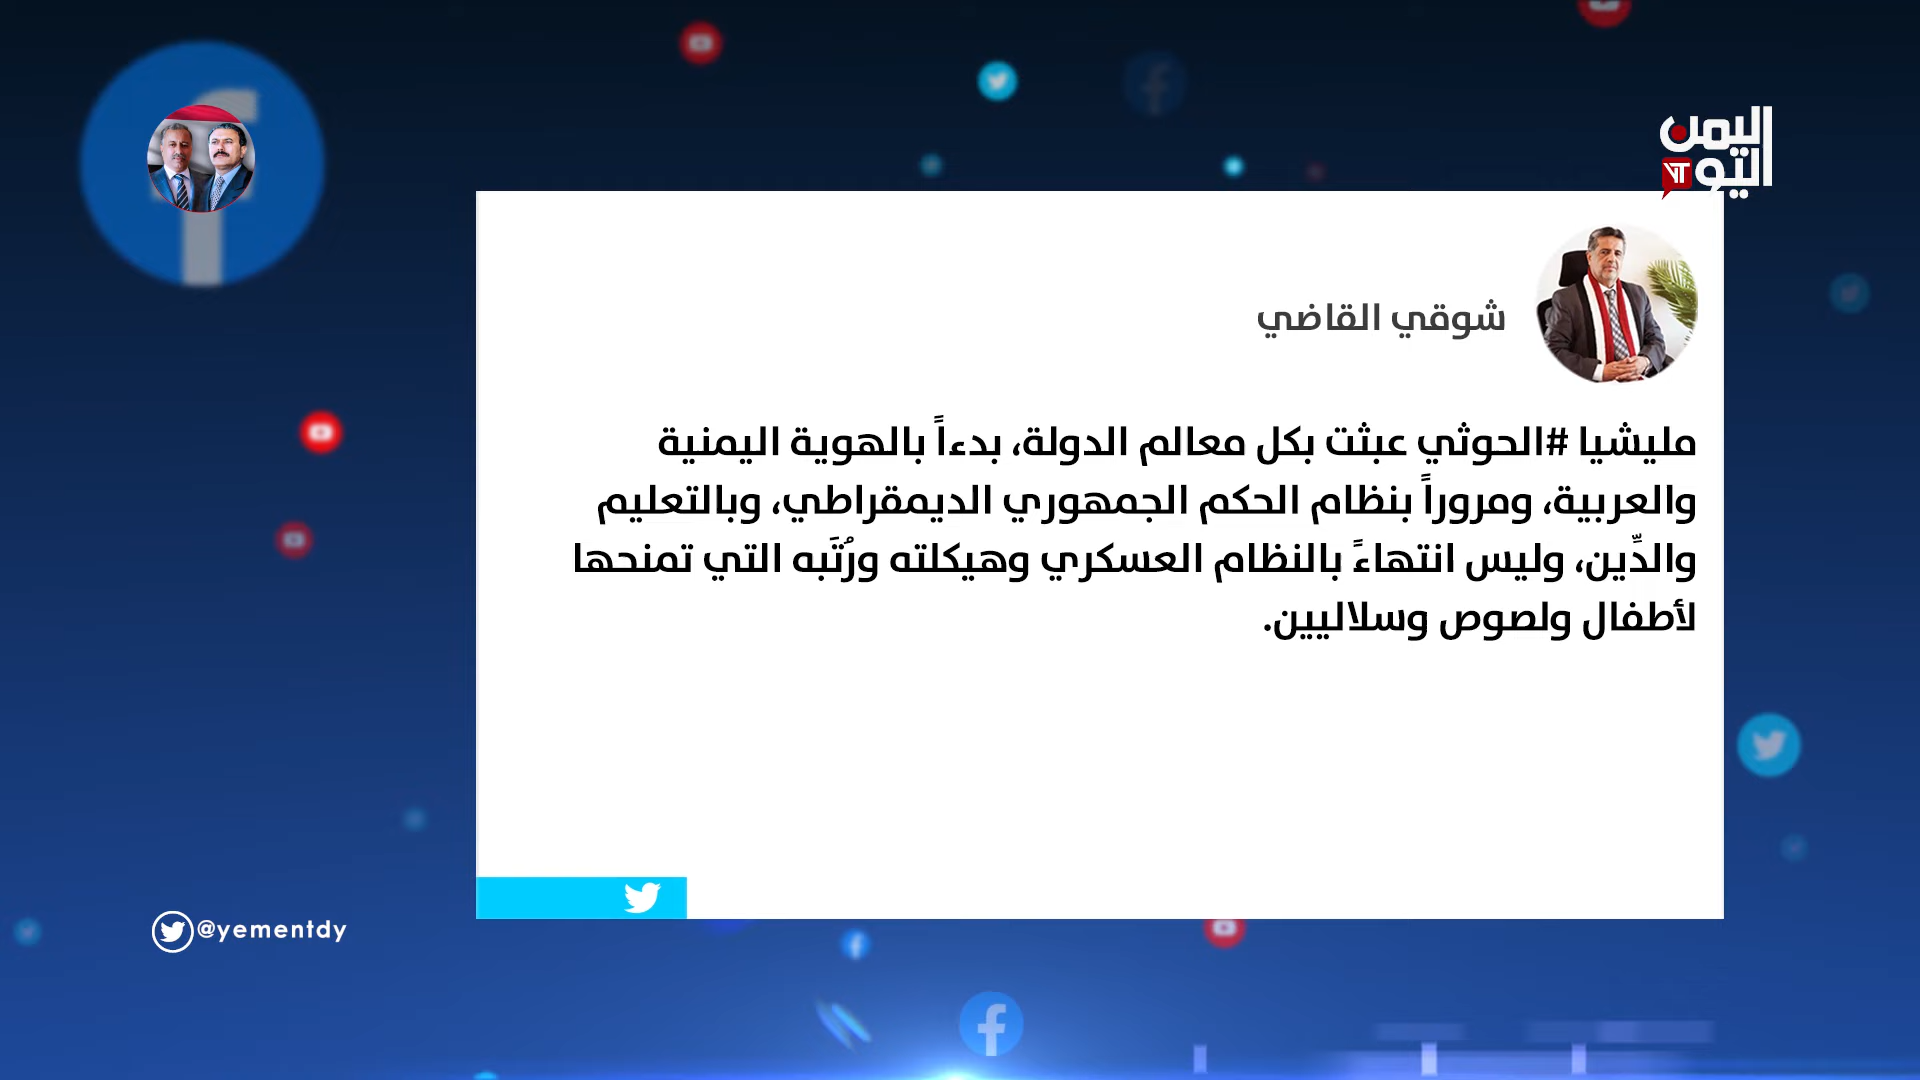 اليمن
اليوم
شوقي القاضي
مليشيا #الحوثي عبثت بكل معالم الدولة، بدءاً بالهوية اليمنية
والعربية، ومروراً بنظام الحكم الجمهوري الديمقراطي، وبالتعليم
والدِّين، وليس انتهاءً بالنظام العسكري وهيكلته ورُتَبه التي تمنحها
لأطفال ولصوص وسلاليين.
@yementdy